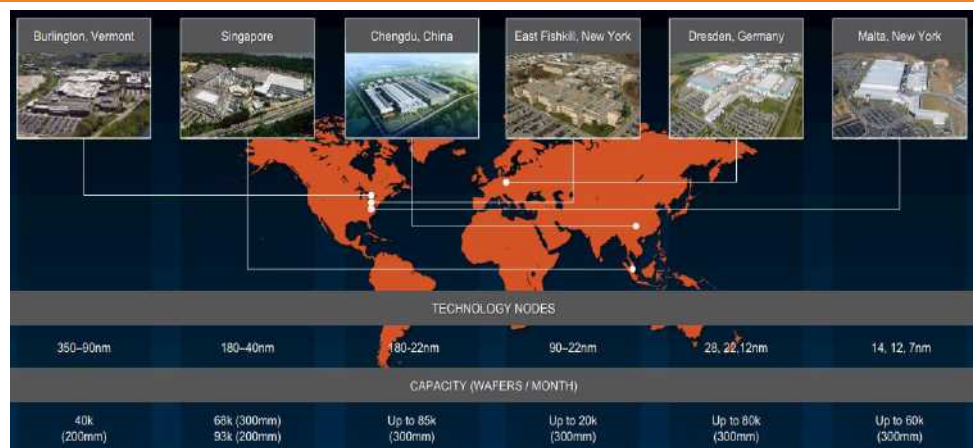 Burlington, Vermont
Singapore
Chengdu, China
East Fishkill, New York
Dresden, Germany
Malta, New York
TECHNOLOGY NODES
350–90nm
180–40nm
180-22nm
90–22nm
28, 22,12nm
14, 12, 7nm
CAPACITY (WAFERS / MONTH)
40k
(200mm)
68k (300mm)
93k (200mm)
Up to 85k
(300mm)
Up to 20k
(300mm)
Up to 80k
(300mm)
Up to 60k
(300mm)